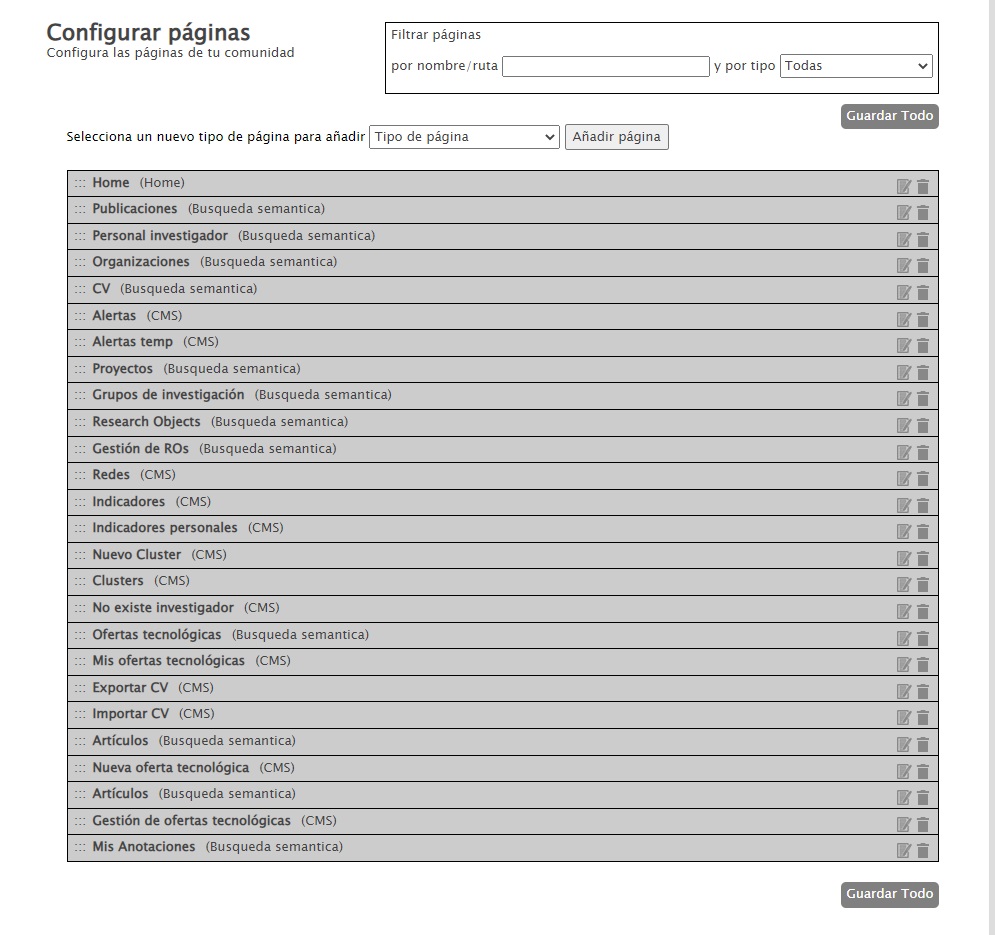 Configurar páginas
Configura las páginas de tu comunidad
Filtrar páginas
por nombre/ruta y por tipo Todas
Guardar Todo
Selecciona un nuevo tipo de página para añadir Tipo de página Añadir página
::: Home (Home)
::: Publicaciones (Busqueda semantica)
::: Personal investigador (Busqueda semantica)
::: Organizaciones (Busqueda semantica)
::: CV (Busqueda semantica)
::: Alertas (CMS)
::: Alertas temp (CMS)
::: Proyectos (Busqueda semantica)
::: Grupos de investigación (Busqueda semantica)
::: Research Objects (Busqueda semantica)
::: Gestión de ROs (Busqueda semantica)
::: Redes (CMS)
::: Indicadores (CMS)
::: Indicadores personales (CMS)
::: Nuevo Cluster (CMS)
::: Clusters (CMS)
::: No existe investigador (CMS)
::: Ofertas tecnológicas (Busqueda semantica)
::: Mis ofertas tecnológicas (CMS)
::: Exportar CV (CMS)
::: Importar CV (CMS)
::: Artículos (Busqueda semantica)
::: Nueva oferta tecnológica (CMS)
::: Artículos (Busqueda semantica)
::: Gestión de ofertas tecnológicas (CMS)
::: Mis Anotaciones (Busqueda semantica)
Guardar Todo